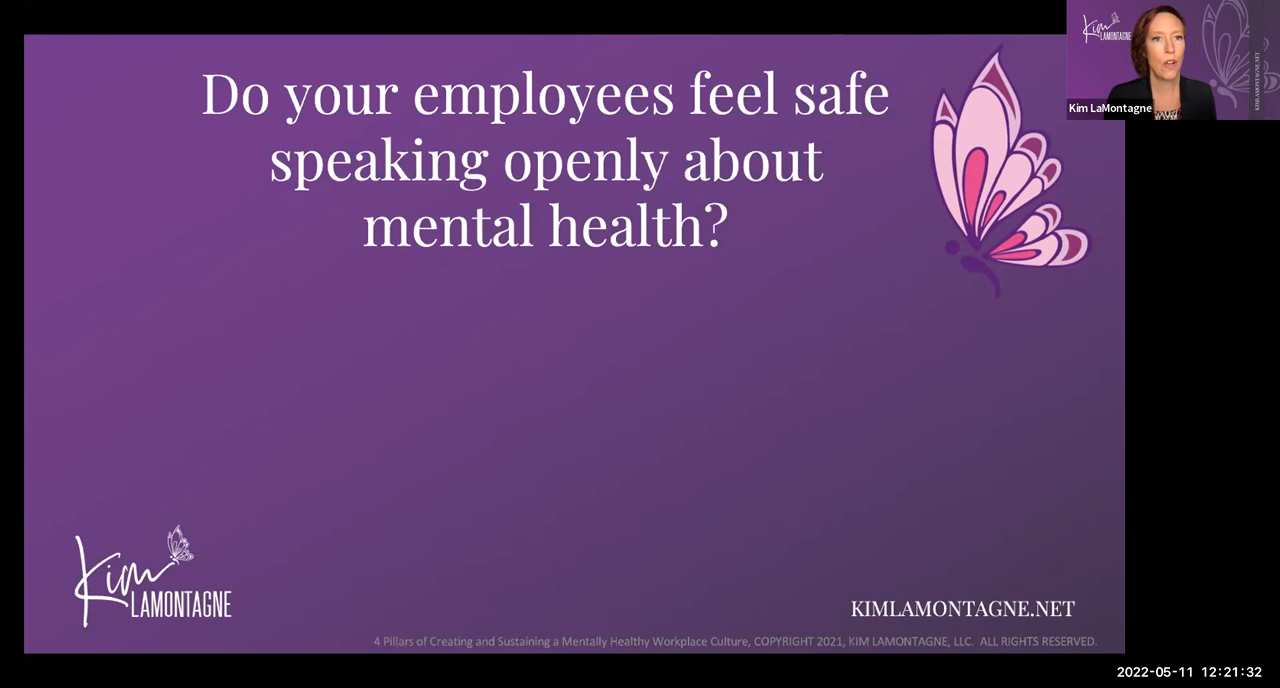 Do your employees feel safe
speaking openly about
mental health?
Kim
LAMONTAGNE
KIMLAMONTAGNE.NET
Kim LaMontagne
Kim
LAMONTAGNE
KIMLAMONTAGNE.NET
4 Pillars of Creating and Sustaining a Mentally Healthy Workplace Culture, COPYRIGHT 2021, KIM LAMONTAGNE, LLC. ALL RIGHTS RESERVED.
2022-05-11 12:21:32